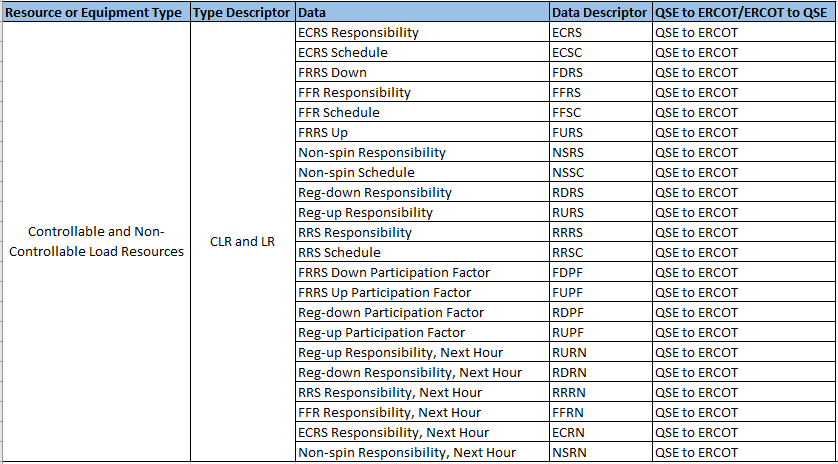 Resource or Equipment Type Type Descriptor Data Data Descriptor QSE to ERCOT/ERCOT to QSE
ECRS Responsibility ECRS QSE to ERCOT
ECRS Schedule ECSC QSE to ERCOT
FRRS Down FDRS QSE to ERCOT
FFR Responsibility FFRS QSE to ERCOT
FFR Schedule FFSC QSE to ERCOT
FRRS Up FURS QSE to ERCOT
Non-spin Responsibility NSRS QSE to ERCOT
Non-spin Schedule NSSC QSE to ERCOT
Reg-down Responsibility RDRS QSE to ERCOT
Reg-up Responsibility RURS QSE to ERCOT
Controllable and Non-
Controllable Load Resources
CLR and LR
RRS Responsibility RRRS QSE to ERCOT
RRS Schedule RRSC QSE to ERCOT
FRRS Down Participation Factor FDPF QSE to ERCOT
FRRS Up Participation Factor FUPF QSE to ERCOT
Reg-down Participation Factor RDPF QSE to ERCOT
Reg-up Participation Factor RUPF QSE to ERCOT
Reg-up Responsibility, Next Hour RURN QSE to ERCOT
Reg-down Responsibility, Next Hour RDRN QSE to ERCOT
RRS Responsibility, Next Hour RRRN QSE to ERCOT
FFR Responsibility, Next Hour FFRN QSE to ERCOT
ECRS Responsibility, Next Hour ECRN QSE to ERCOT
Non-spin Responsibility, Next Hour NSRN QSE to ERCOT